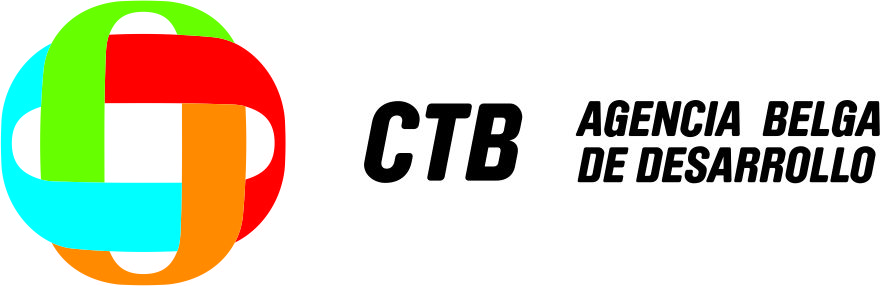 CTB
AGENCIA BELGA
DE DESARROLLO